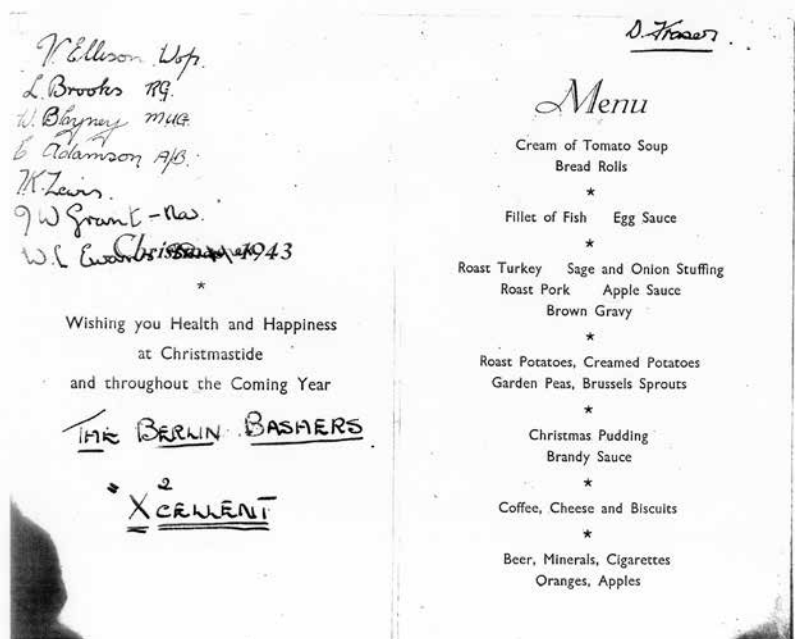 V Ellison Wop.
L. Brooks RG.
W. Blayney MUG.
E Adamson A/B.
K. Lewis.
J W Grant - Nav.
W. L Evans
Christmas 1943
*
Wishing you Health and Happiness
at Christmastide
and throughout the Coming Year
THE BERLIN BASHERS
" X²CELLENT
D. Fraser.
Menu
Cream of Tomato Soup
Bread Rolls
*
Fillet of Fish Egg Sauce
*
Roast Turkey Sage and Onion Stuffing
Roast Pork Apple Sauce
Brown Gravy
*
Roast Potatoes, Creamed Potatoes
Garden Peas, Brussels Sprouts
*
Christmas Pudding
Brandy Sauce
*
Coffee, Cheese and Biscuits
*
Beer, Minerals, Cigarettes
Oranges, Apples